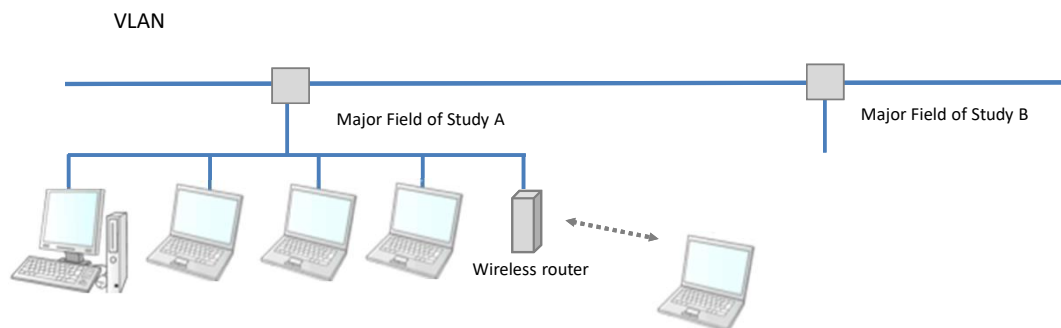 VLAN
Major Field of Study A
Major Field of Study B
Wireless router